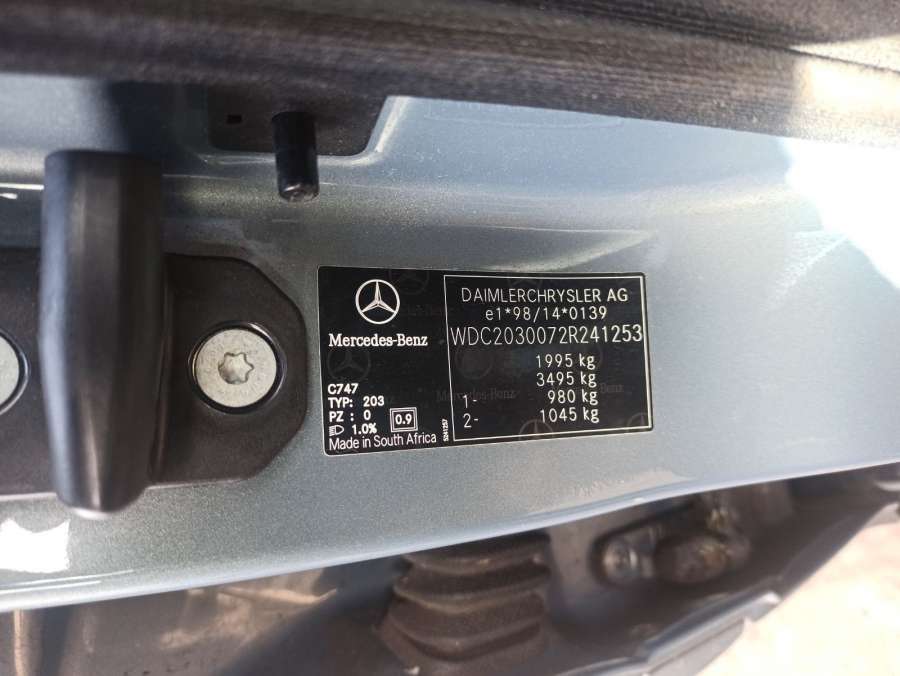 Mercedes-Benz
C747
TYP: 203
PZ : 0
1.0%
0.9
Made in South Africa
DAIMLERCHRYSLER AG
e1*98/14*0139
WDC2030072R241253
1995 kg
3495 kg
1- 980 kg
2- 1045 kg